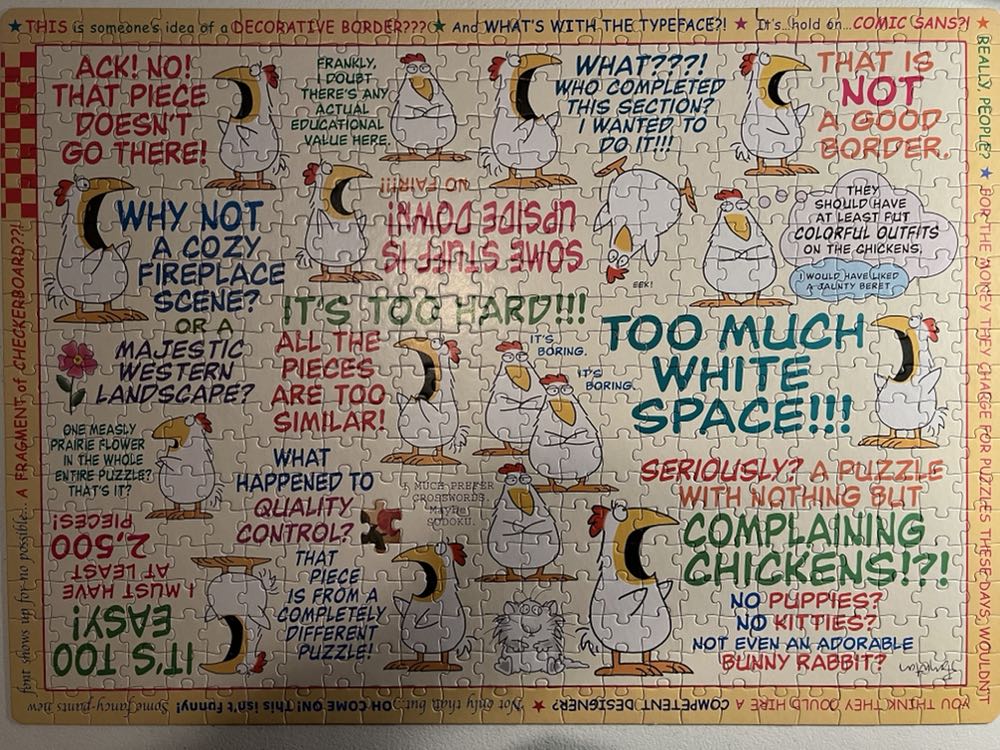 ★ THIS is someone's idea of a DECORATIVE BORDER??? ★ And WHAT'S WITH THE TYPEFACE?! ★ It's...hold on...COMIC SANS?! ★
REALLY, PEOPLE? ★ FOR THE MONEY THEY CHARGE FOR PUZZLES THESE DAYS, WOULDN'T
YOU THINK THEY COULD HIRE A COMPETENT DESIGNER? ★ Not only that, but...OH COME ON! This isn't funny! Some fancy-pants new
font shows up for no possible... A FRAGMENT of CHECKERBOARD??!
ACK! NO!
THAT PIECE
DOESN'T
GO THERE!
FRANKLY,
I DOUBT
THERE'S ANY
ACTUAL
EDUCATIONAL
VALUE HERE.
WHAT???!
WHO COMPLETED
THIS SECTION?
I WANTED TO
DO IT!!!
THAT IS
NOT
A GOOD
BORDER.
WHY NOT
A COZY
FIREPLACE
SCENE?
OR A
MAJESTIC
WESTERN
LANDSCAPE?
SOME STUFF IS
UPSIDE DOWN!
NO FAIR!!!
EEK!
THEY
SHOULD HAVE
AT LEAST PUT
COLORFUL OUTFITS
ON THE CHICKENS.
I WOULD HAVE LIKED
A JAUNTY BERET.
IT'S TOO HARD!!!
ALL THE
PIECES
ARE TOO
SIMILAR!
IT'S
BORING.
IT'S
BORING.
TOO MUCH
WHITE
SPACE!!!
ONE MEASLY
PRAIRIE FLOWER
IN THE WHOLE
ENTIRE PUZZLE?
THAT'S IT?
WHAT
HAPPENED TO
QUALITY
CONTROL?
I MUCH PREFER
CROSSWORDS.
Maybe
SUDOKU.
SERIOUSLY? A PUZZLE
WITH NOTHING BUT
COMPLAINING
CHICKENS!?!
NO PUPPIES?
NO KITTIES?
NOT EVEN AN ADORABLE
BUNNY RABBIT?
IT'S TOO
EASY!
I MUST HAVE
AT LEAST
2,500
PIECES!
THAT
PIECE
IS FROM A
COMPLETELY
DIFFERENT
PUZZLE!